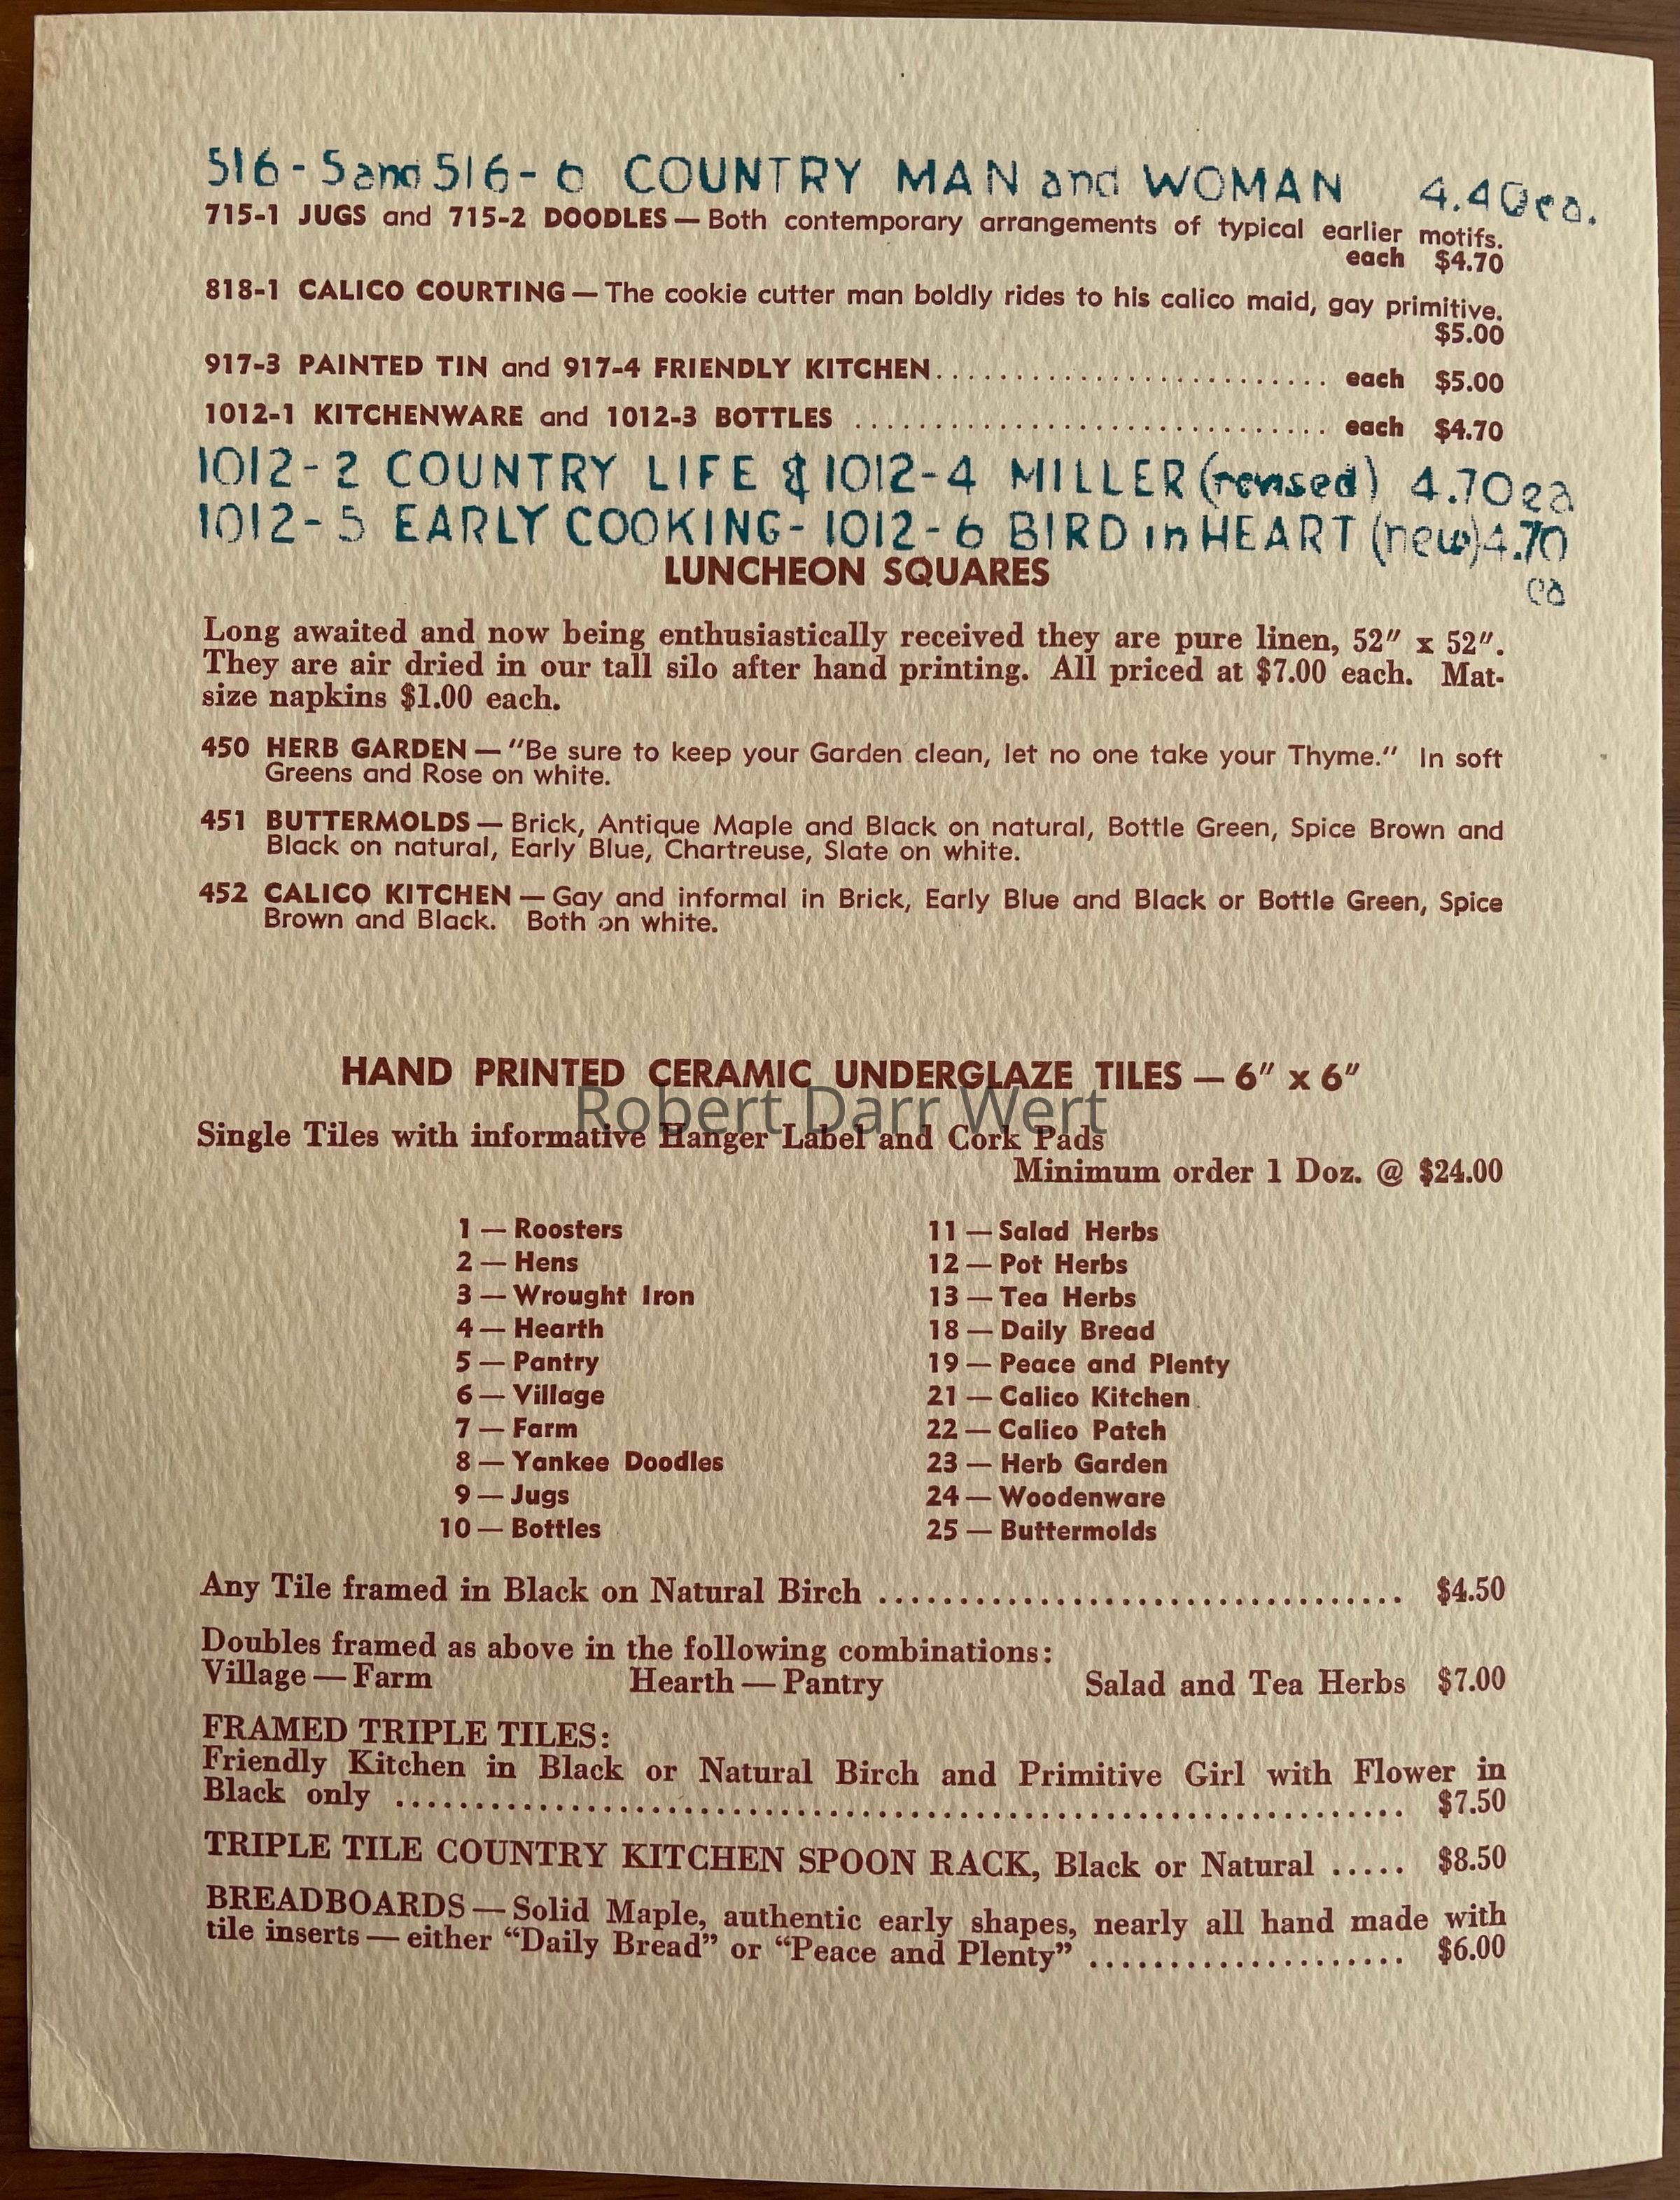 516-5 and 516-6 COUNTRY MAN and WOMAN 4.40 ea.
715-1 JUGS and 715-2 DOODLES — Both contemporary arrangements of typical earlier motifs.
each $4.70
818-1 CALICO COURTING — The cookie cutter man boldly rides to his calico maid, gay primitive.
$5.00
917-3 PAINTED TIN and 917-4 FRIENDLY KITCHEN........................ each $5.00
1012-1 KITCHENWARE and 1012-3 BOTTLES ............................. each $4.70
1012-2 COUNTRY LIFE & 1012-4 MILLER (revised) 4.70 ea
1012-5 EARLY COOKING - 1012-6 BIRD in HEART (new) 4.70
ea
LUNCHEON SQUARES
Long awaited and now being enthusiastically received they are pure linen, 52" x 52".
They are air dried in our tall silo after hand printing. All priced at $7.00 each. Mat-
size napkins $1.00 each.
450 HERB GARDEN — "Be sure to keep your Garden clean, let no one take your Thyme." In soft
Greens and Rose on white.
451 BUTTERMOLDS — Brick, Antique Maple and Black on natural, Bottle Green, Spice Brown and
Black on natural, Early Blue, Chartreuse, Slate on white.
452 CALICO KITCHEN — Gay and informal in Brick, Early Blue and Black or Bottle Green, Spice
Brown and Black. Both on white.
HAND PRINTED CERAMIC UNDERGLAZE TILES — 6" x 6"
Robert Darr Wert
Single Tiles with informative Hanger Label and Cork Pads
Minimum order 1 Doz. @ $24.00
1 — Roosters
2 — Hens
3 — Wrought Iron
4 — Hearth
5 — Pantry
6 — Village
7 — Farm
8 — Yankee Doodles
9 — Jugs
10 — Bottles
11 — Salad Herbs
12 — Pot Herbs
13 — Tea Herbs
18 — Daily Bread
19 — Peace and Plenty
21 — Calico Kitchen
22 — Calico Patch
23 — Herb Garden
24 — Woodenware
25 — Buttermolds
Any Tile framed in Black on Natural Birch ................................. $4.50
Doubles framed as above in the following combinations:
Village — Farm Hearth — Pantry Salad and Tea Herbs $7.00
FRAMED TRIPLE TILES:
Friendly Kitchen in Black or Natural Birch and Primitive Girl with Flower in
Black only ................................................................ $7.50
TRIPLE TILE COUNTRY KITCHEN SPOON RACK, Black or Natural ..... $8.50
BREADBOARDS — Solid Maple, authentic early shapes, nearly all hand made with
tile inserts — either “Daily Bread” or “Peace and Plenty” .................... $6.00